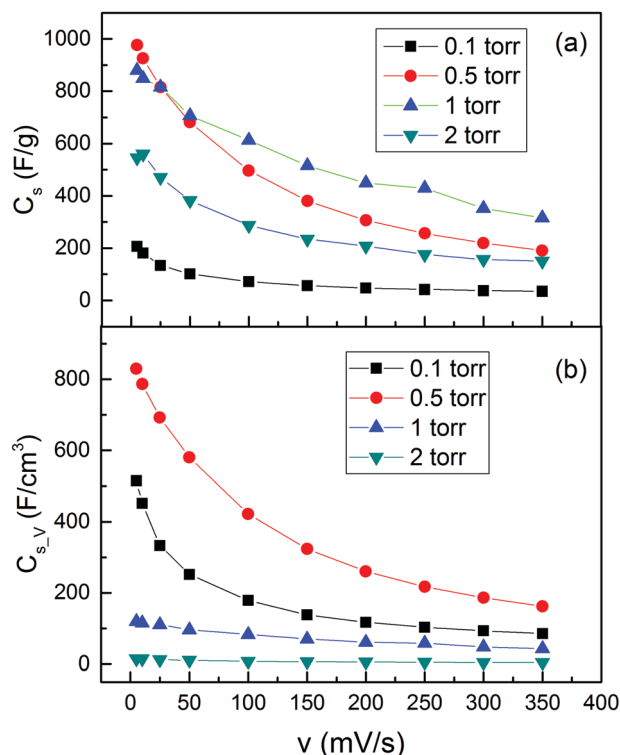 1000
800
600
400
200
0
C_s (F/g)
0.1 torr
0.5 torr
1 torr
2 torr
(a)
800
600
400
200
0
C_s_V (F/cm³)
0.1 torr
0.5 torr
1 torr
2 torr
(b)
0 50 100 150 200 250 300 350 400
v (mV/s)